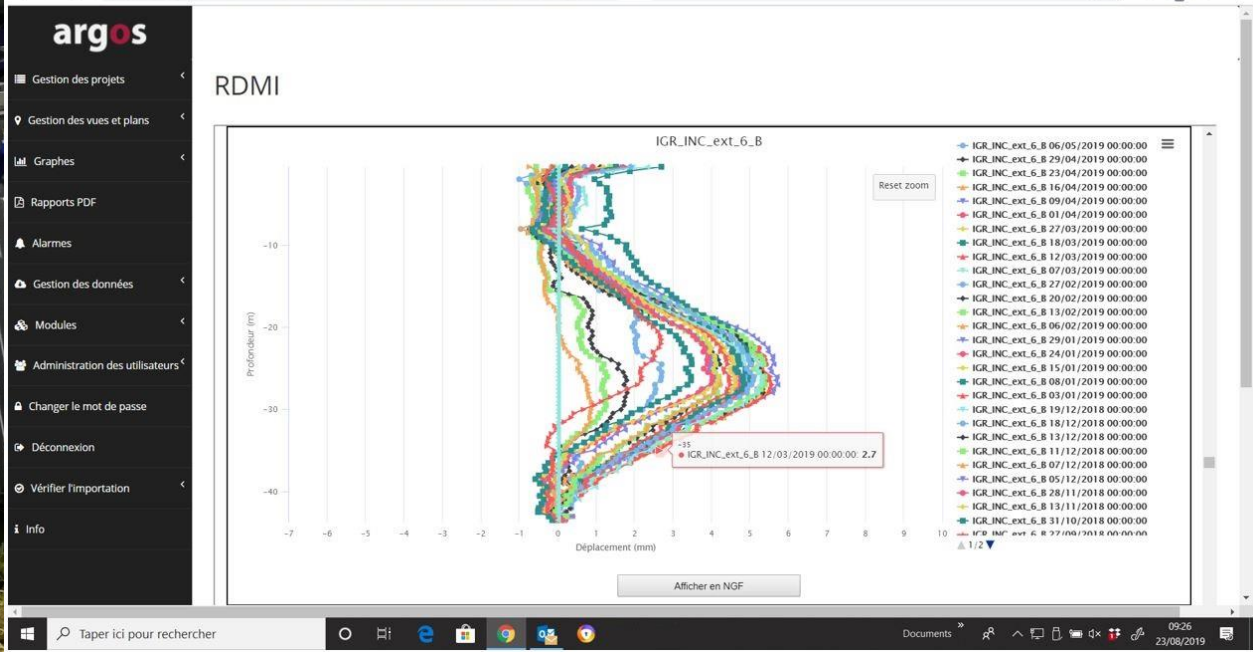 argos
Gestion des projets
Gestion des vues et plans
Graphes
Rapports PDF
Alarmes
Gestion des données
Modules
Administration des utilisateurs
Changer le mot de passe
Déconnexion
Vérifier l'importation
Info
RDMI
IGR_INC_ext_6_B
Reset zoom
Profondeur (m)
-10
-20
-30
-40
-7 -6 -5 -4 -3 -2 -1 0 1 2 3 4 5 6 7 8 9 10
Déplacement (mm)
-35
IGR_INC_ext_6_B 12/03/2019 00:00:00: 2.7
IGR_INC_ext_6_B 06/05/2019 00:00:00
IGR_INC_ext_6_B 29/04/2019 00:00:00
IGR_INC_ext_6_B 23/04/2019 00:00:00
IGR_INC_ext_6_B 16/04/2019 00:00:00
IGR_INC_ext_6_B 09/04/2019 00:00:00
IGR_INC_ext_6_B 01/04/2019 00:00:00
IGR_INC_ext_6_B 27/03/2019 00:00:00
IGR_INC_ext_6_B 18/03/2019 00:00:00
IGR_INC_ext_6_B 12/03/2019 00:00:00
IGR_INC_ext_6_B 07/03/2019 00:00:00
IGR_INC_ext_6_B 27/02/2019 00:00:00
IGR_INC_ext_6_B 20/02/2019 00:00:00
IGR_INC_ext_6_B 13/02/2019 00:00:00
IGR_INC_ext_6_B 06/02/2019 00:00:00
IGR_INC_ext_6_B 29/01/2019 00:00:00
IGR_INC_ext_6_B 24/01/2019 00:00:00
IGR_INC_ext_6_B 15/01/2019 00:00:00
IGR_INC_ext_6_B 08/01/2019 00:00:00
IGR_INC_ext_6_B 03/01/2019 00:00:00
IGR_INC_ext_6_B 19/12/2018 00:00:00
IGR_INC_ext_6_B 18/12/2018 00:00:00
IGR_INC_ext_6_B 13/12/2018 00:00:00
IGR_INC_ext_6_B 11/12/2018 00:00:00
IGR_INC_ext_6_B 07/12/2018 00:00:00
IGR_INC_ext_6_B 05/12/2018 00:00:00
IGR_INC_ext_6_B 28/11/2018 00:00:00
IGR_INC_ext_6_B 13/11/2018 00:00:00
IGR_INC_ext_6_B 31/10/2018 00:00:00
IGR_INC_ext_6_B 27/09/2018 00:00:00
1/2
Afficher en NGF
Taper ici pour rechercher
Documents
09:26
23/08/2019